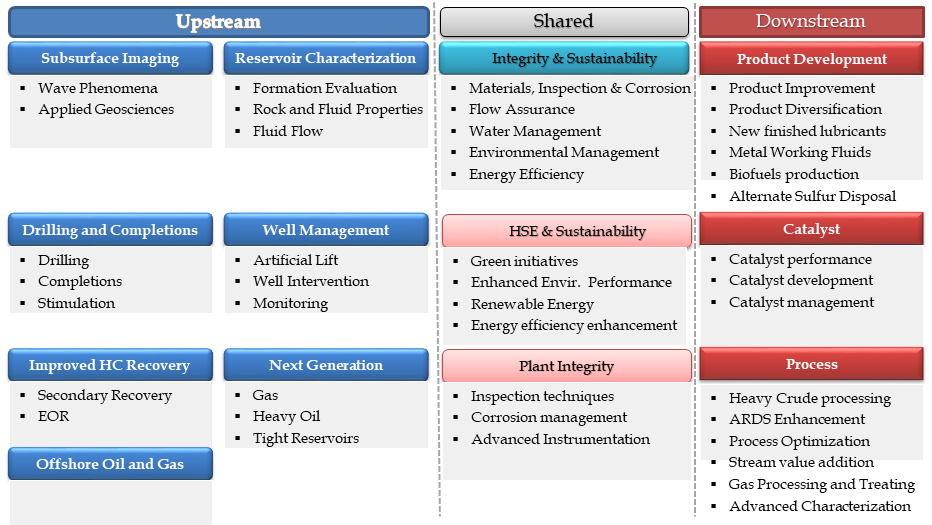 Upstream
Subsurface Imaging
▪ Wave Phenomena
▪ Applied Geosciences
Reservoir Characterization
▪ Formation Evaluation
▪ Rock and Fluid Properties
▪ Fluid Flow
Drilling and Completions
▪ Drilling
▪ Completions
▪ Stimulation
Well Management
▪ Artificial Lift
▪ Well Intervention
▪ Monitoring
Improved HC Recovery
▪ Secondary Recovery
▪ EOR
Next Generation
▪ Gas
▪ Heavy Oil
▪ Tight Reservoirs
Offshore Oil and Gas
Shared
Integrity & Sustainability
▪ Materials, Inspection & Corrosion
▪ Flow Assurance
▪ Water Management
▪ Environmental Management
▪ Energy Efficiency
HSE & Sustainability
▪ Green initiatives
▪ Enhanced Envir. Performance
▪ Renewable Energy
▪ Energy efficiency enhancement
Plant Integrity
▪ Inspection techniques
▪ Corrosion management
▪ Advanced Instrumentation
Downstream
Product Development
▪ Product Improvement
▪ Product Diversification
▪ New finished lubricants
▪ Metal Working Fluids
▪ Biofuels production
▪ Alternate Sulfur Disposal
Catalyst
▪ Catalyst performance
▪ Catalyst development
▪ Catalyst management
Process
▪ Heavy Crude processing
▪ ARDS Enhancement
▪ Process Optimization
▪ Stream value addition
▪ Gas Processing and Treating
▪ Advanced Characterization